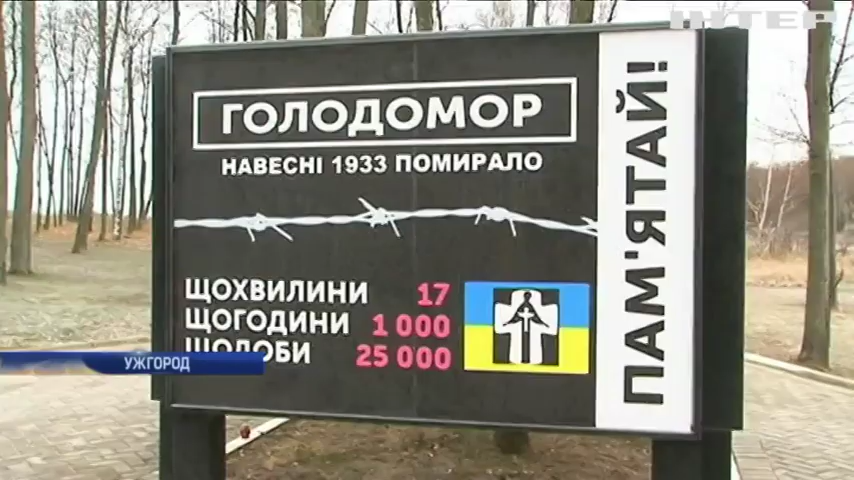 ІНТЕР
ГОЛОДОМОР
НАВЕСНІ 1933 ПОМИРАЛО
ЩОХВИЛИНИ 17
ЩОГОДИНИ 1 000
ЩОДОБИ 25 000
ПАМ'ЯТАЙ!
УЖГОРОД